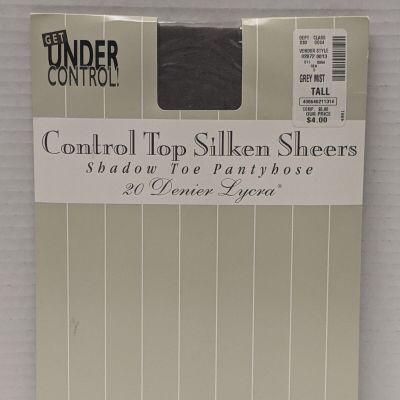 GET
UNDER
CONTROL!
DEPT CLASS
VENDOR STYLE
GREY MIST
TALL
OUR PRICE
$4.00
Control Top Silken Sheers
Shadow Toe Pantyhose
20 Denier Lycra®